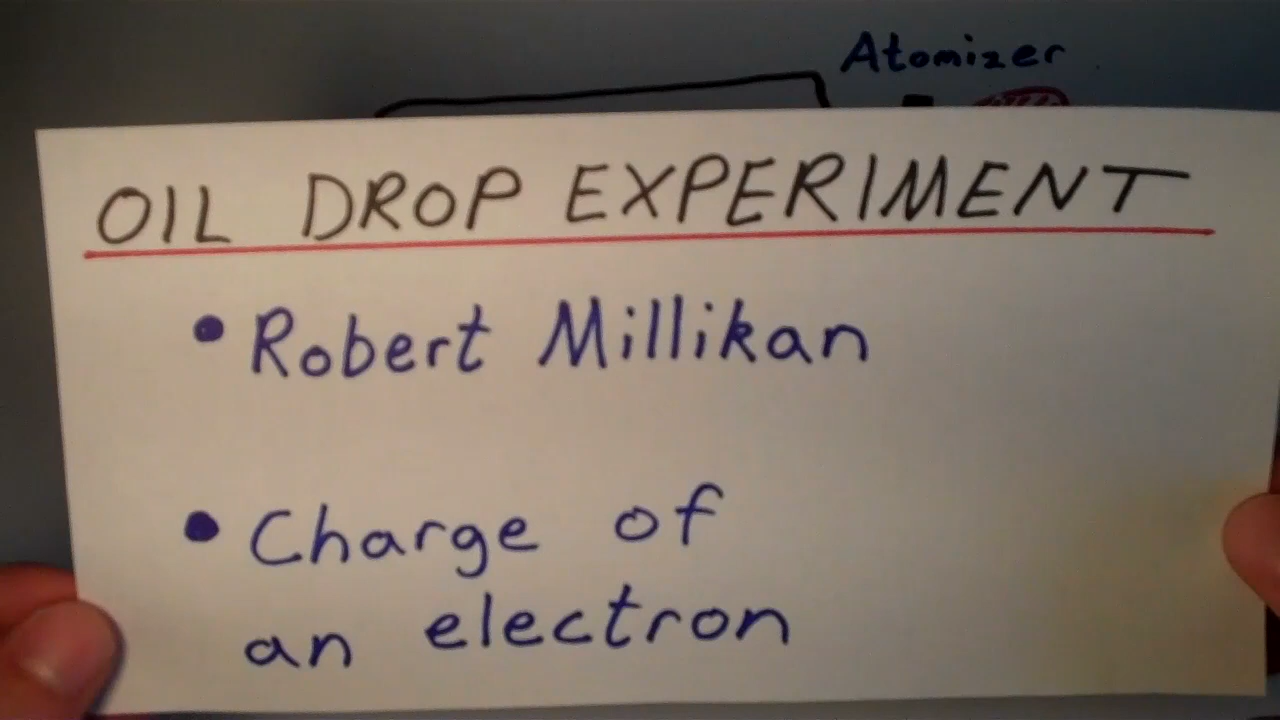 Atomizer
OIL DROP EXPERIMENT
• Robert Millikan
• Charge of
an electron